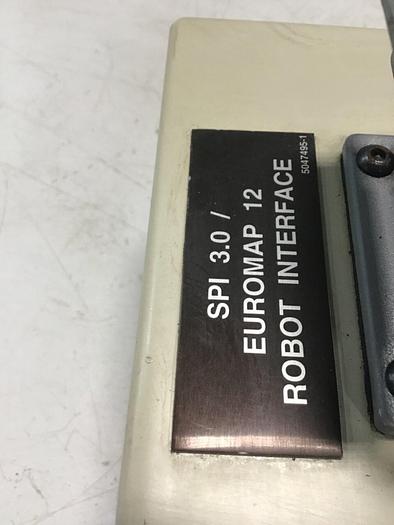 SPI 3.0 /
EUROMAP 12
ROBOT INTERFACE
5047495-1